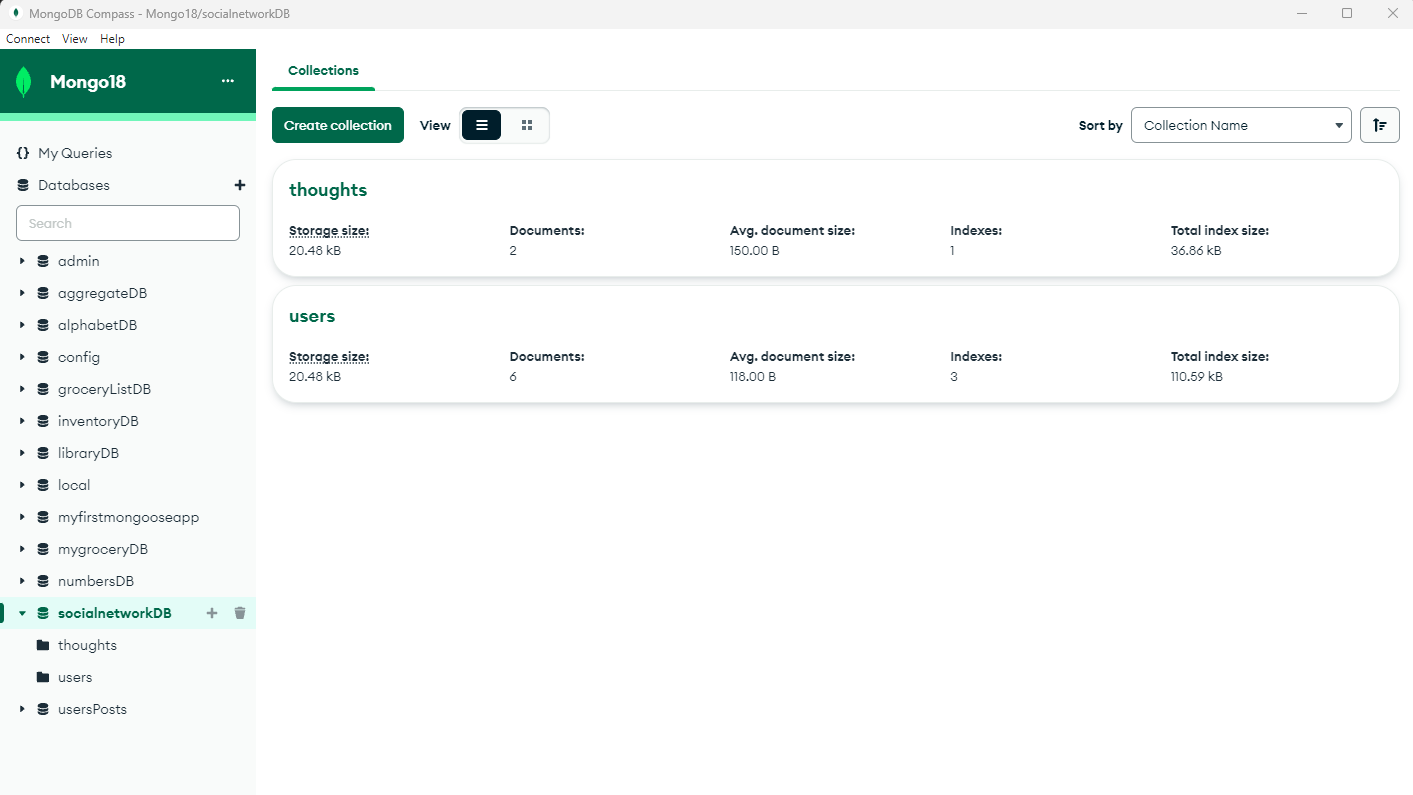 MongoDB Compass - Mongo18/socialnetworkDB
Connect View Help
Mongo18
{} My Queries
Databases
Search
admin
aggregateDB
alphabetDB
config
groceryListDB
inventoryDB
libraryDB
local
myfirstmongooseapp
mygroceryDB
numbersDB
socialnetworkDB
thoughts
users
usersPosts
Collections
Create collection View Sort by Collection Name
thoughts
Storage size: Documents: Avg. document size: Indexes: Total index size:
20.48 kB 2 150.00 B 1 36.86 kB
users
Storage size: Documents: Avg. document size: Indexes: Total index size:
20.48 kB 6 118.00 B 3 110.59 kB